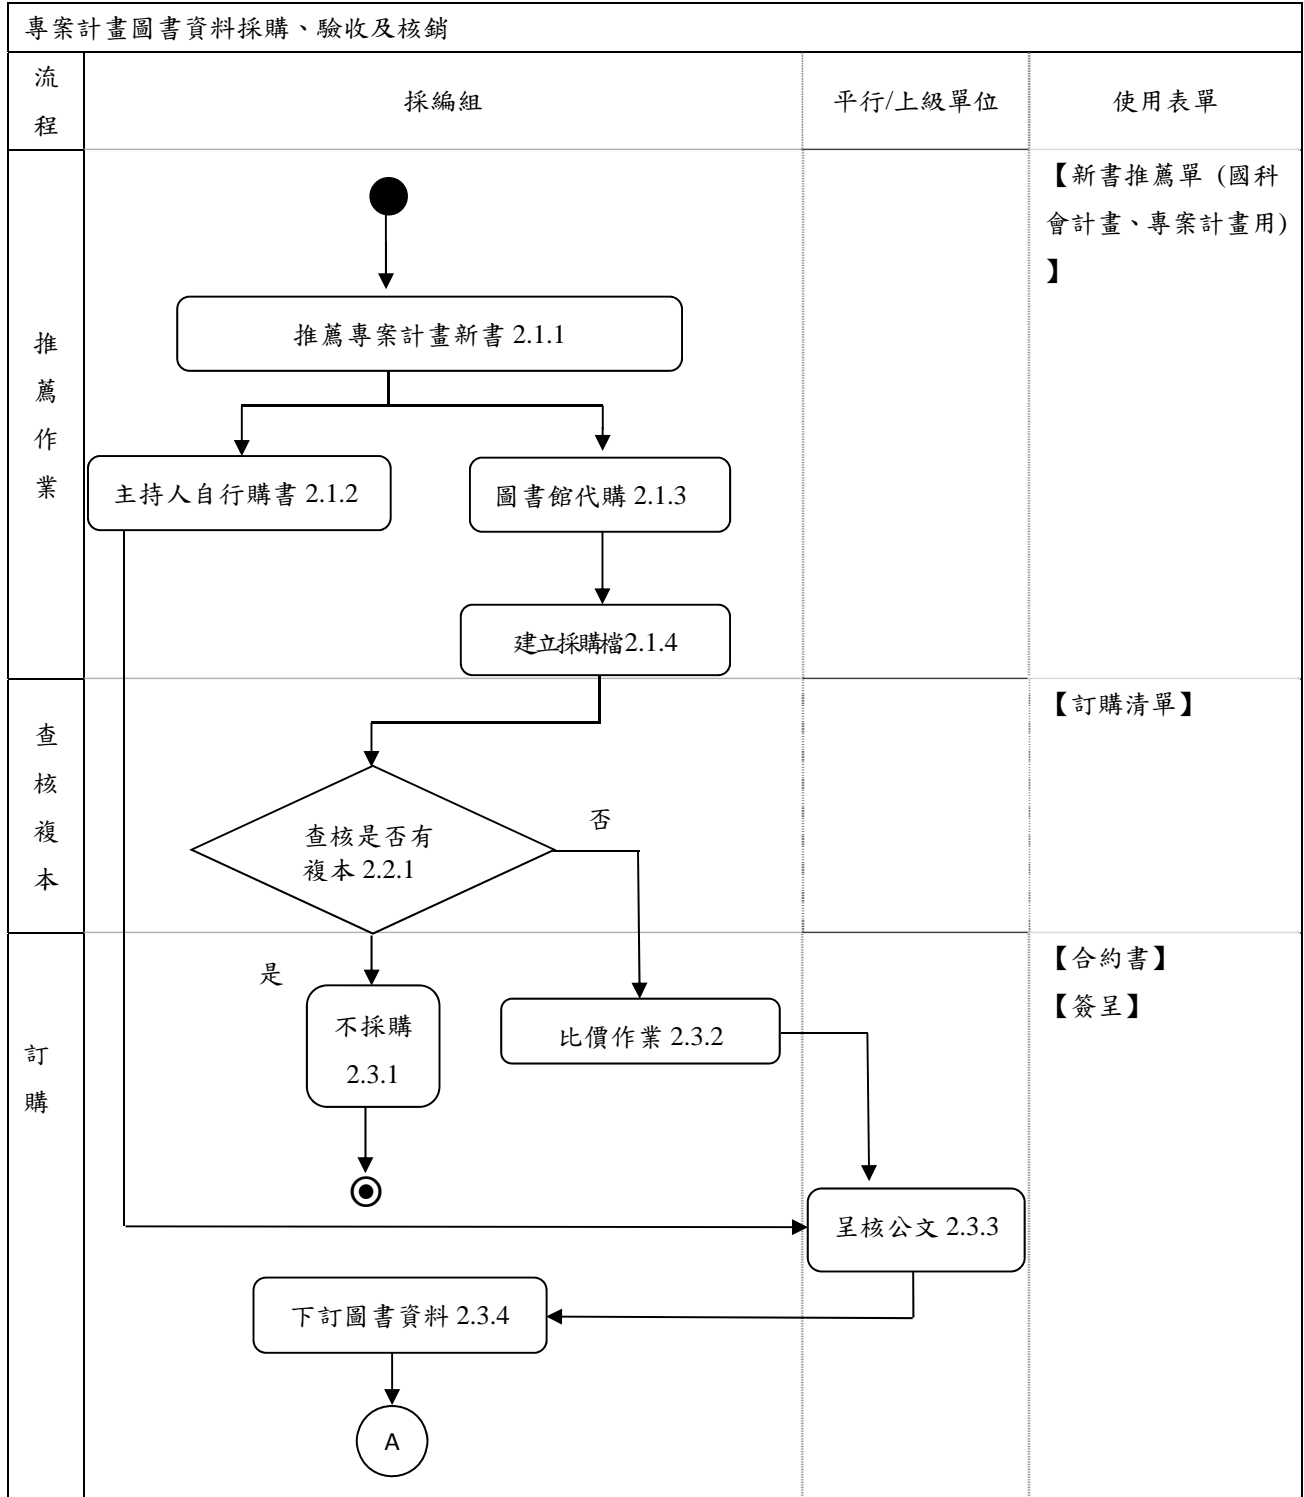 專案計畫圖書資料採購、驗收及核銷
流
程
採編組
平行/上級單位
使用表單
推
薦
作
業
【新書推薦單 (國科
會計畫、專案計畫用)
】
推薦專案計畫新書 2.1.1
主持人自行購書 2.1.2
圖書館代購 2.1.3
建立採購檔2.1.4
查
核
複
本
【訂購清單】
查核是否有
複本 2.2.1
否
是
訂
購
【合約書】
【簽呈】
不採購
2.3.1
比價作業 2.3.2
呈核公文 2.3.3
下訂圖書資料 2.3.4
A